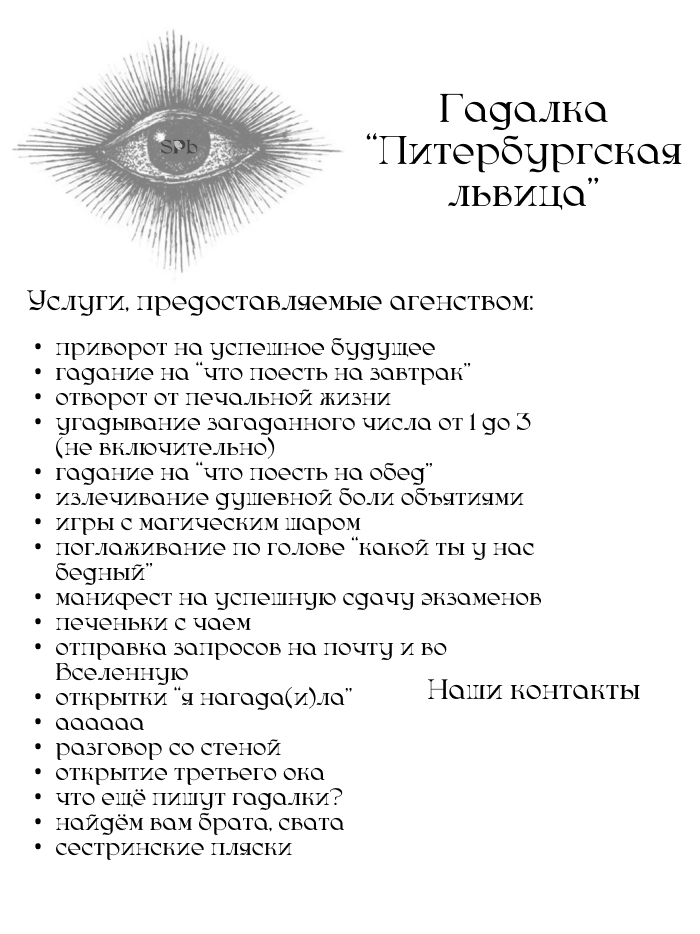 SPb
Гадалка
“Питербургская
львица”
Услуги, предоставляемые агенством:
• приворот на успешное будущее
• гадание на “что поесть на завтрак”
• отворот от печальной жизни
• угадывание загаданного числа от 1 до 3
(не включительно)
• гадание на “что поесть на обед”
• излечивание душевной боли объятиями
• игры с магическим шаром
• поглаживание по голове “какой ты у нас
бедный”
• манифест на успешную сдачу экзаменов
• печеньки с чаем
• отправка запросов на почту и во
Вселенную
• открытки “я нагада(и)ла”
• аааааа
• разговор со стеной
• открытие третьего ока
• что ещё пишут гадалки?
• найдём вам брата, свата
• сестринские пляски
Наши контакты